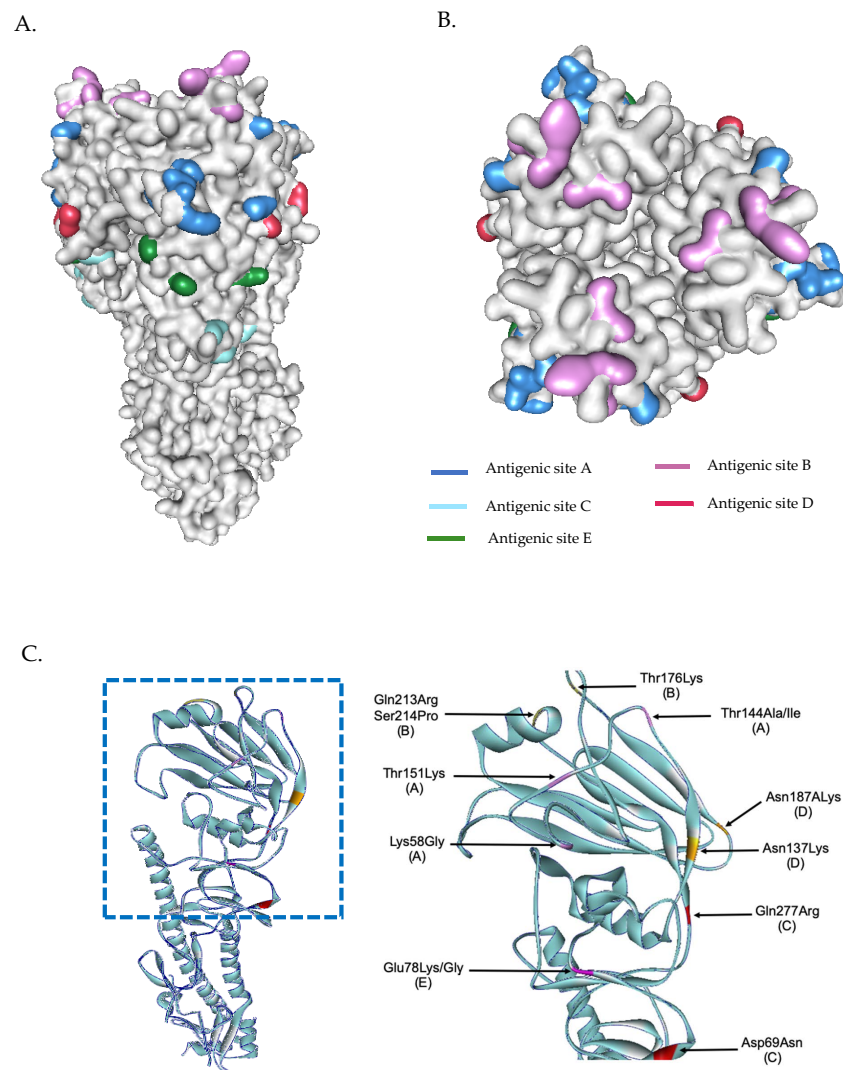 A.
B.
Antigenic site A
Antigenic site B
Antigenic site C
Antigenic site D
Antigenic site E
C.
Thr176Lys
(B)
Gln213Arg
Ser214Pro
(B)
Thr144Ala/Ile
(A)
Thr151Lys
(A)
Asn187ALys
(D)
Lys58Gly
(A)
Asn137Lys
(D)
Gln277Arg
(C)
Glu78Lys/Gly
(E)
Asp69Asn
(C)